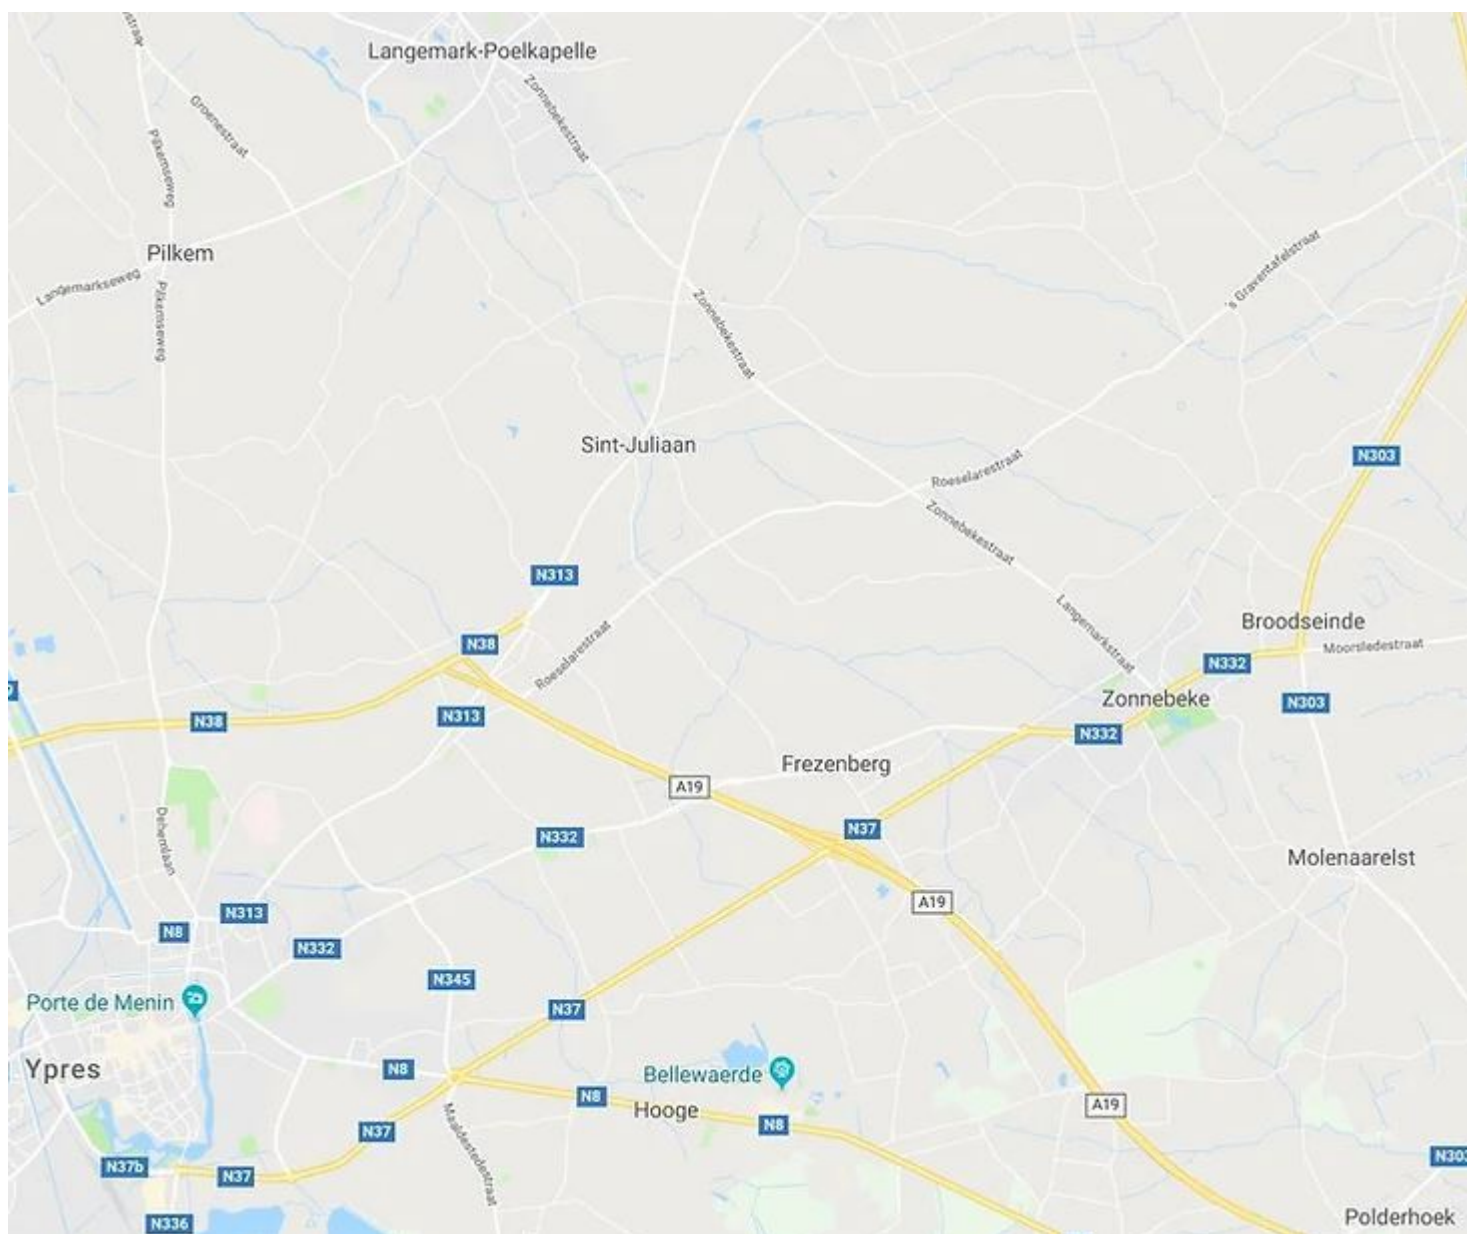 straat
Langemark-Poelkapelle
Groenestraat
Zonnebekestraat
Pilkemseweg
Pilkem
Langemarkseweg
Pilkemseweg
's Graventafelstraat
Zonnebekestraat
Sint-Juliaan
N303
Roeselarestraat
Zonnebekestraat
N313
Langemarkstraat
Broodseinde
Roeselarestraat
N38
Moorsledestraat
N332
Zonnebeke
N303
N313
N38
N332
Frezenberg
A19
N37
N332
Dehemlaan
Molenaarelst
A19
N313
N8
N332
N345
Porte de Menin
N37
Ypres
N8
Bellewaerde
N8
Hooge
A19
N8
N37
Maaldestedestraat
N303
N37b
N37
Polderhoek
N336